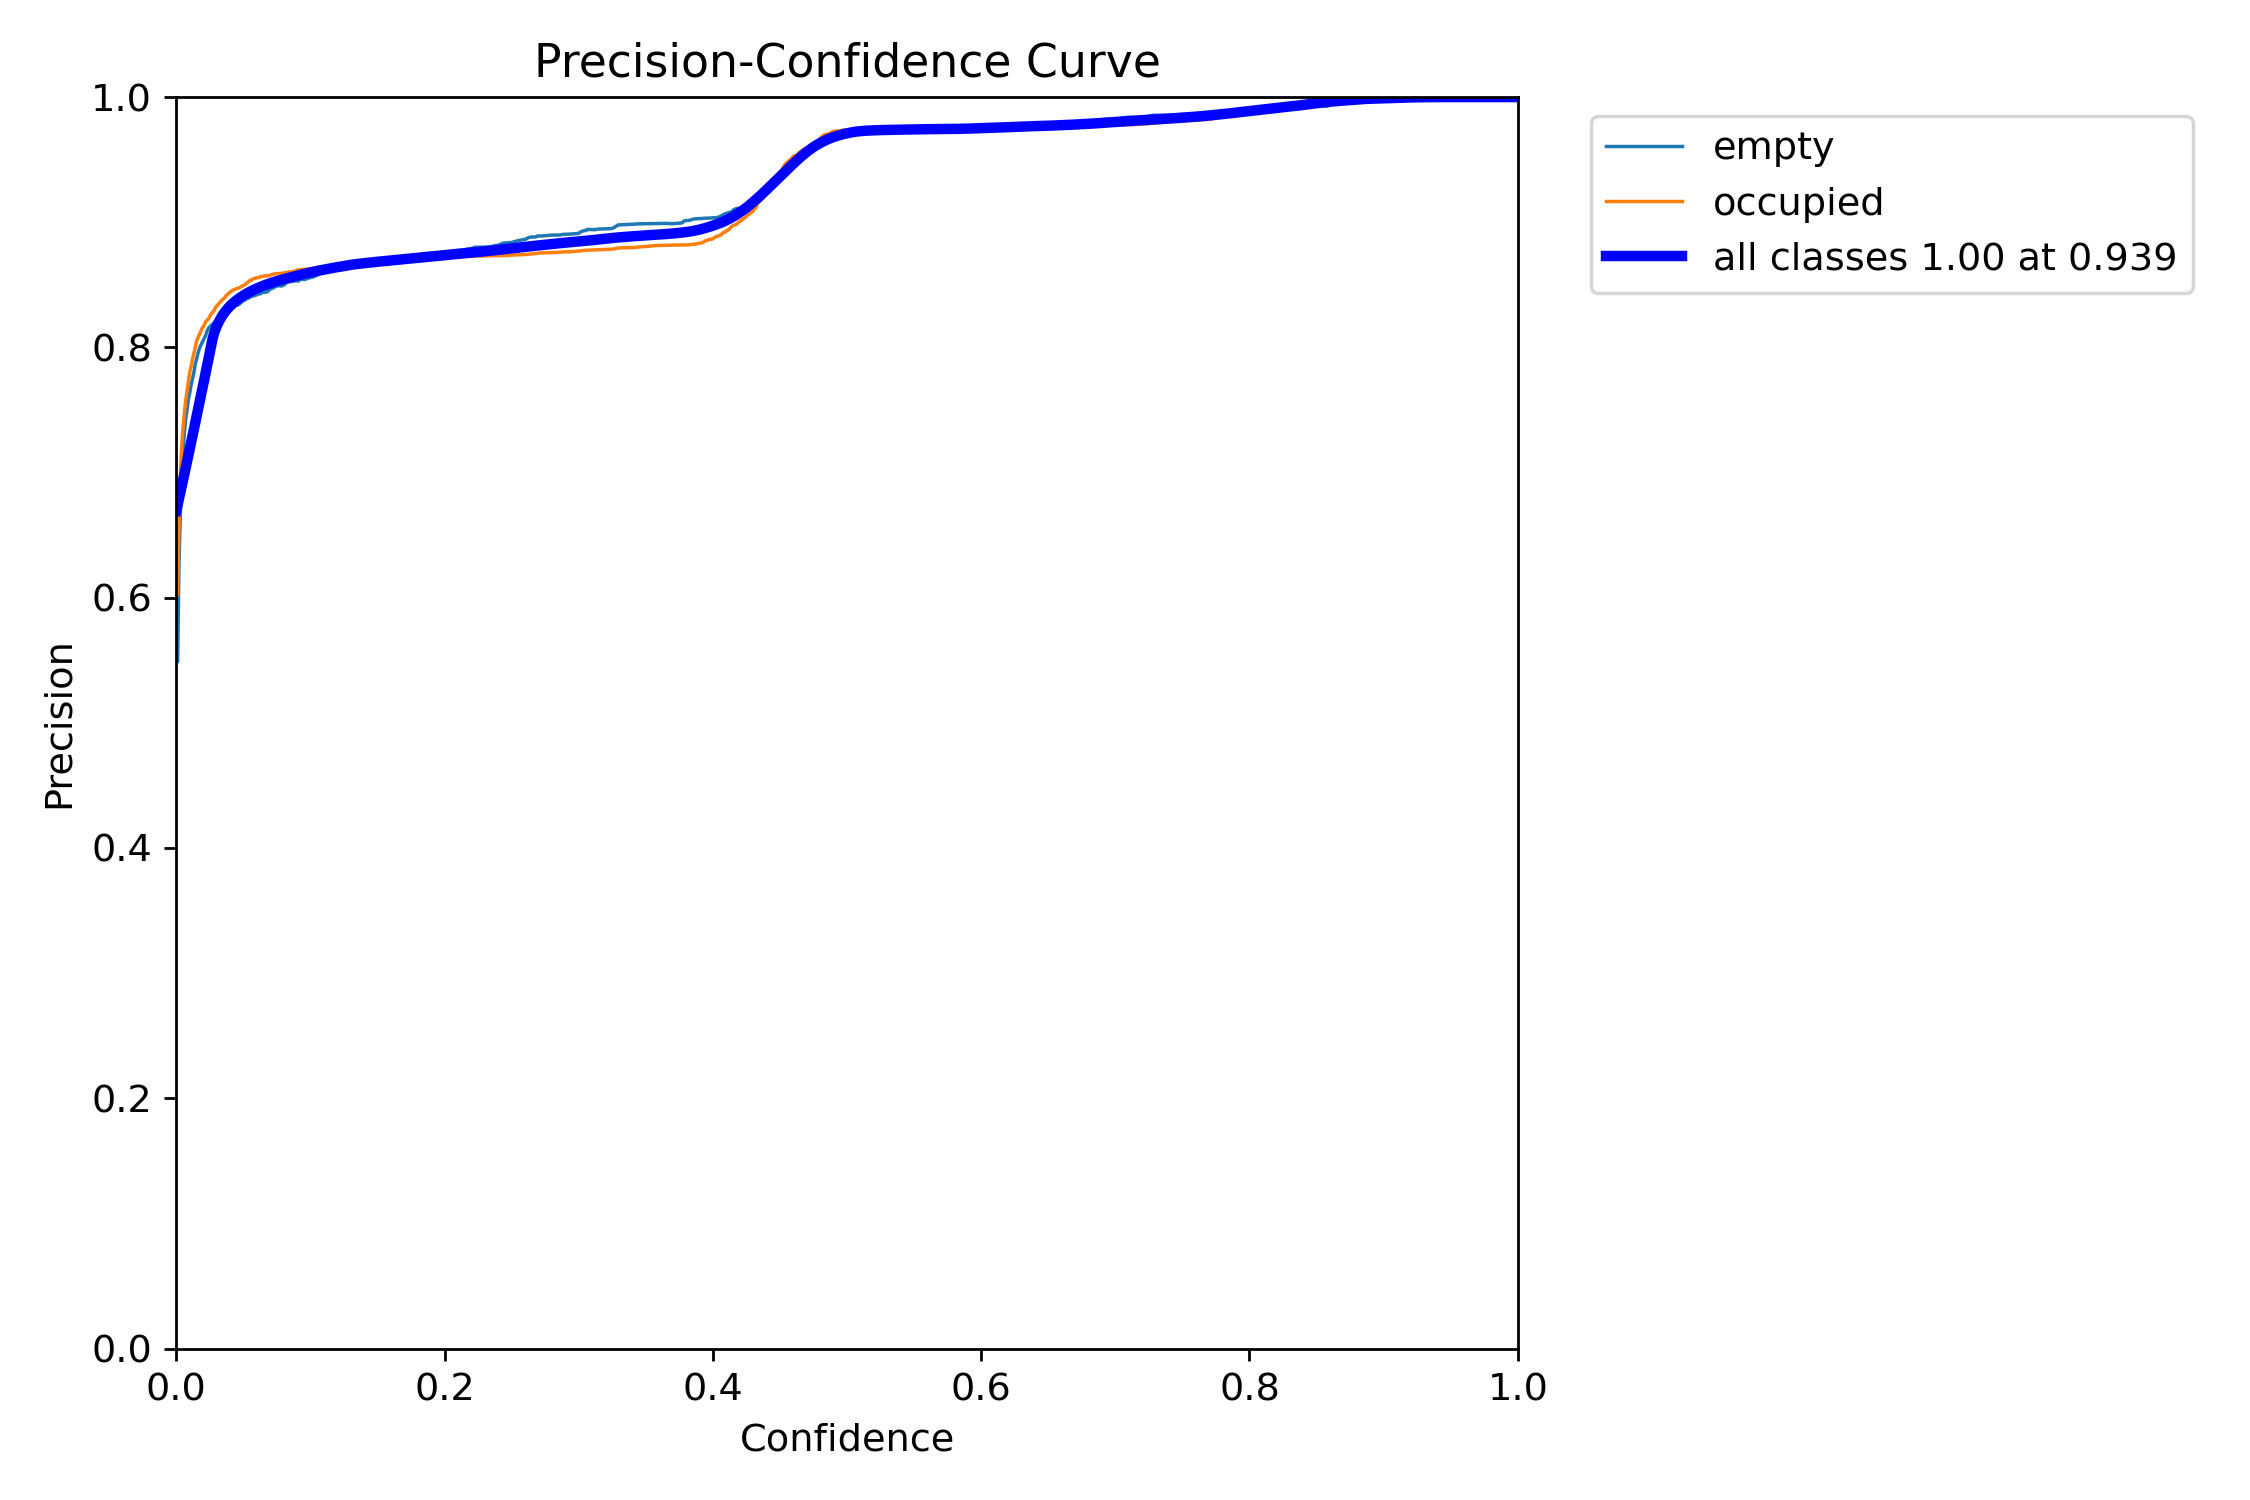 Precision-Confidence Curve
1.0
0.8
0.6
0.4
0.2
0.0
Precision
0.0 0.2 0.4 0.6 0.8 1.0
Confidence
empty
occupied
all classes 1.00 at 0.939